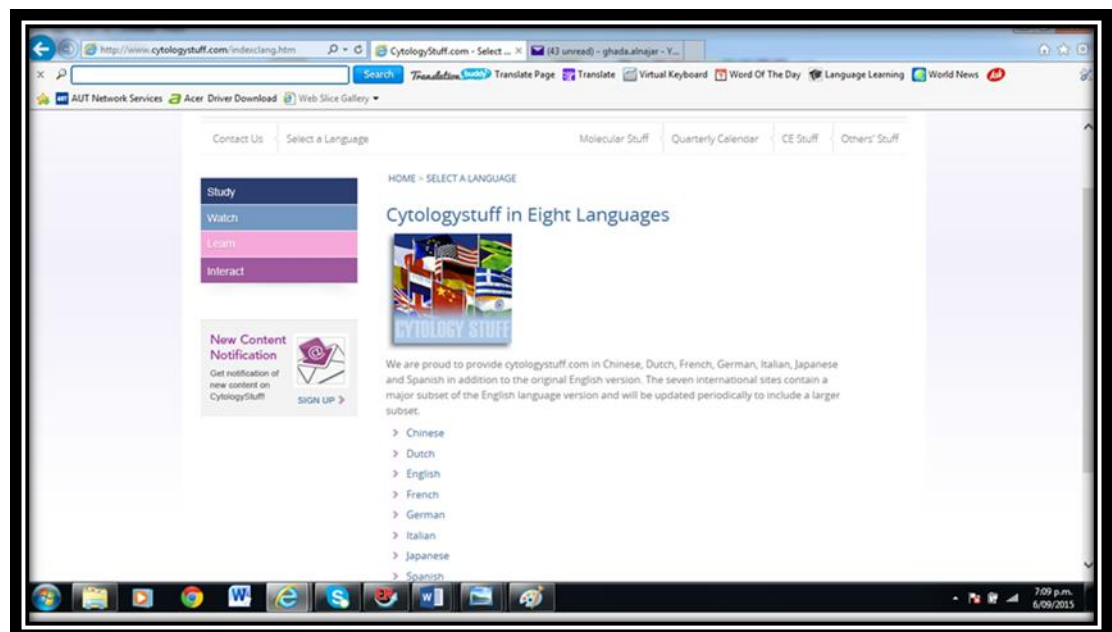 http://www.cytologystuff.com/indexclang.htm
CytologyStuff.com - Select ...
(43 unread) - ghada.alnajar - Y...
Search Translation Buddy Translate Page Translate Virtual Keyboard Word Of The Day Language Learning World News
AUT Network Services Acer Driver Download Web Slice Gallery
Contact Us Select a Language Molecular Stuff Quarterly Calendar CE Stuff Others' Stuff
Study
Watch
Learn
Interact
New Content
Notification
Get notification of
new content on
CytologyStuff!
SIGN UP
HOME > SELECT A LANGUAGE
Cytologystuff in Eight Languages
CYTOLOGY STUFF
We are proud to provide cytologystuff.com in Chinese, Dutch, French, German, Italian, Japanese
and Spanish in addition to the original English version. The seven international sites contain a
major subset of the English language version and will be updated periodically to include a larger
subset.
> Chinese
> Dutch
> English
> French
> German
> Italian
> Japanese
> Spanish
7:09 p.m.
6/09/2015